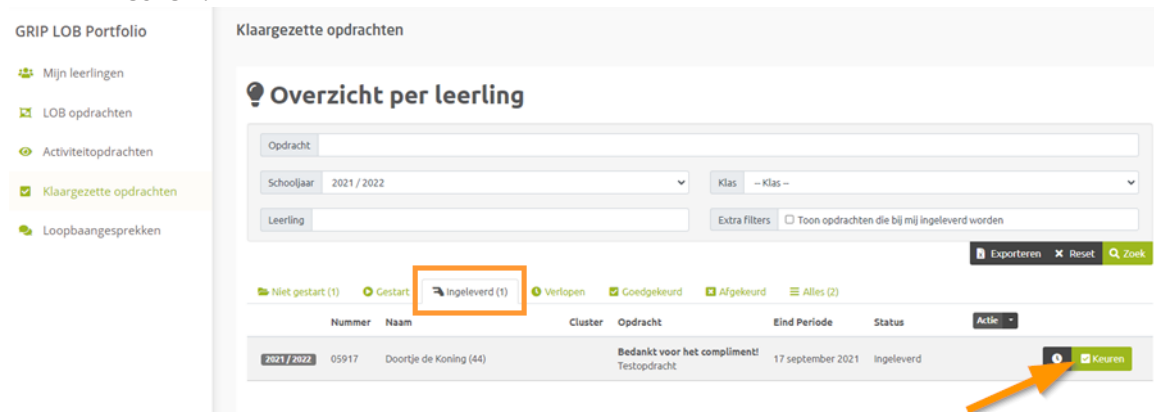 GRIP LOB Portfolio
Mijn leerlingen
LOB opdrachten
Activiteitopdrachten
Klaargezette opdrachten
Loopbaangesprekken
Klaargezette opdrachten
Overzicht per leerling
Opdracht
Schooljaar 2021 / 2022 Klas -- Klas --
Leerling Extra filters Toon opdrachten die bij mij ingeleverd worden
Exporteren Reset Zoek
Niet gestart (1) Gestart Ingeleverd (1) Verlopen Goedgekeurd Afgekeurd Alles (2)
Nummer Naam Cluster Opdracht Eind Periode Status Actie
2021 / 2022 05917 Doortje de Koning (44) Bedankt voor het compliment! 17 september 2021 Ingeleverd Keuren
Testopdracht